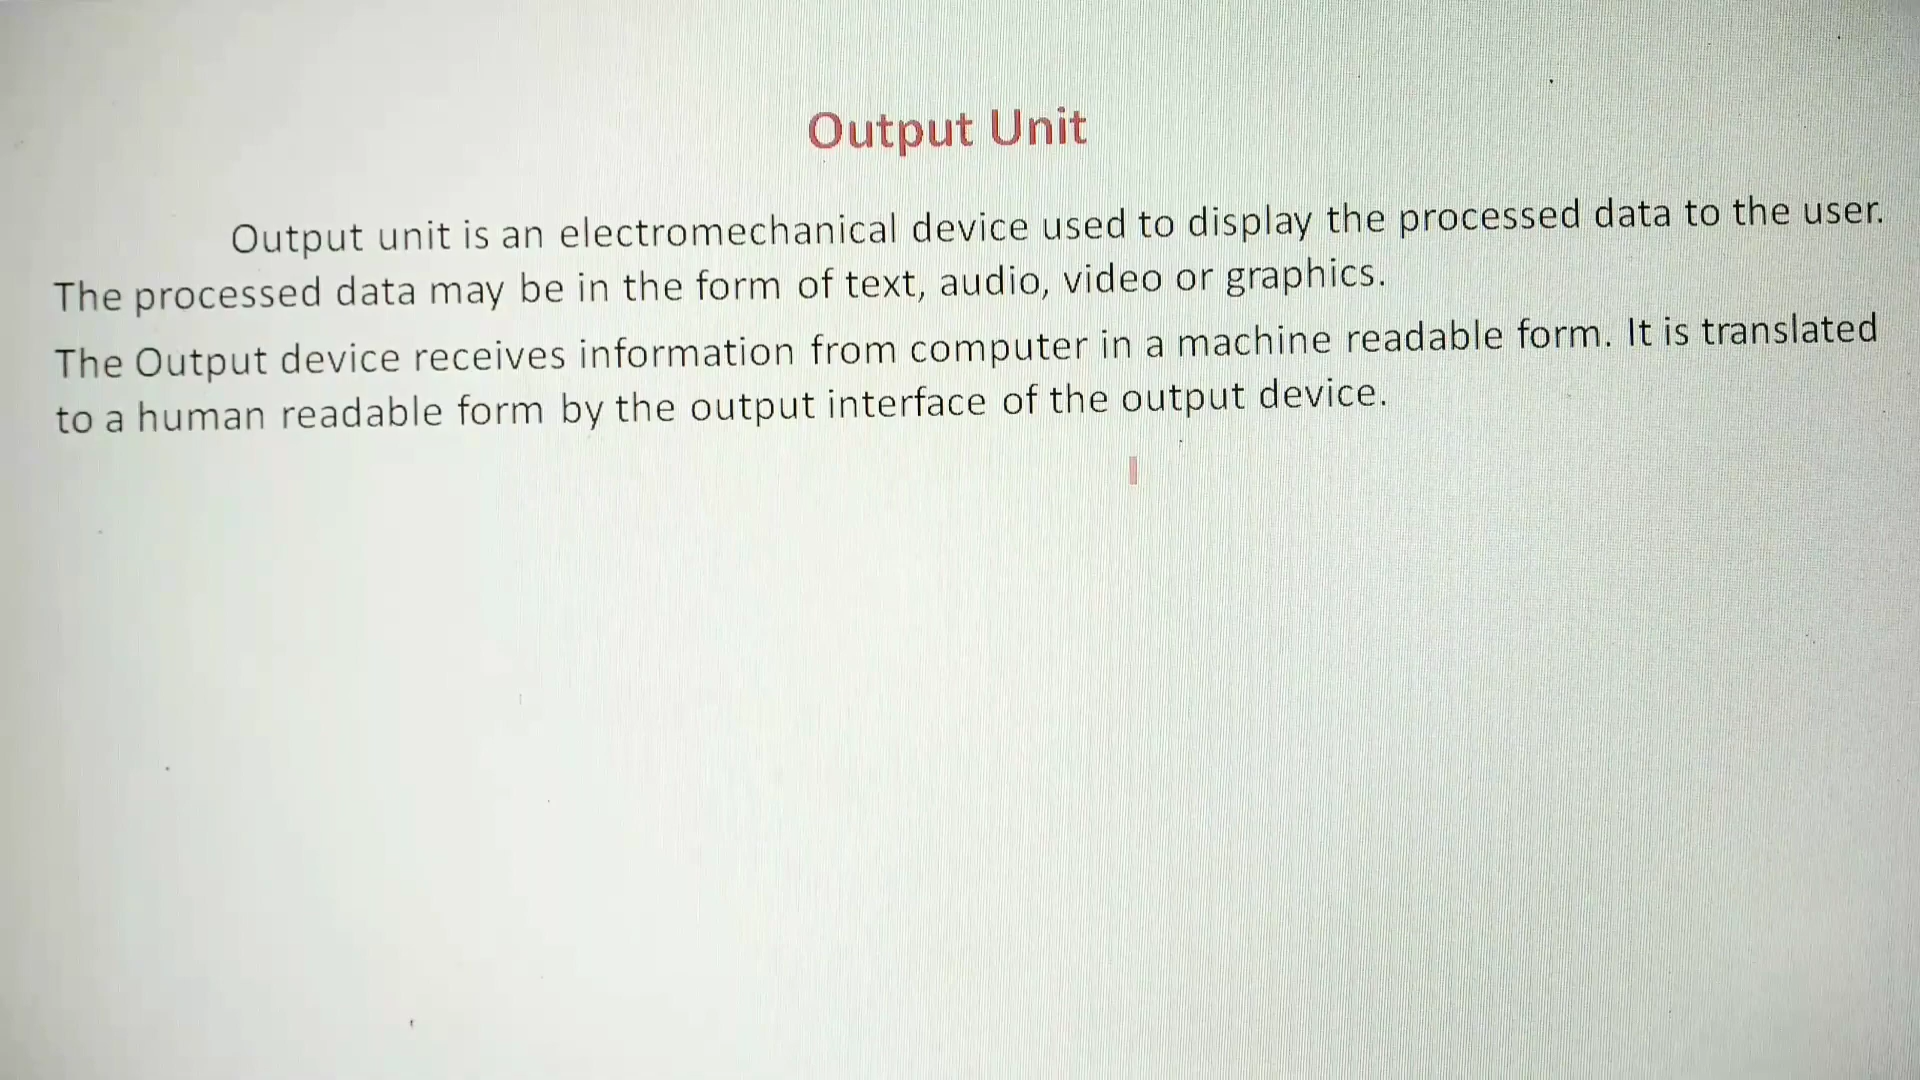 Output Unit
Output unit is an electromechanical device used to display the processed data to the user.
The processed data may be in the form of text, audio, video or graphics.
The Output device receives information from computer in a machine readable form. It is translated
to a human readable form by the output interface of the output device.